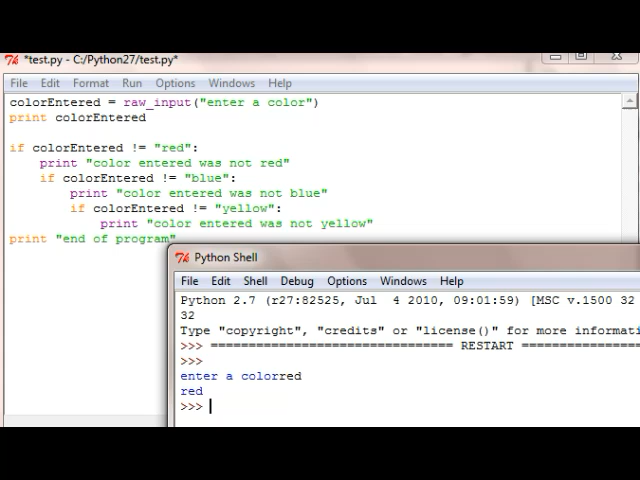 *test.py - C:/Python27/test.py*
File Edit Format Run Options Windows Help
colorEntered = raw_input("enter a color")
print colorEntered
if colorEntered != "red":
    print "color entered was not red"
    if colorEntered != "blue":
        print "color entered was not blue"
        if colorEntered != "yellow":
            print "color entered was not yellow"
print "end of program"
Python Shell
File Edit Shell Debug Options Windows Help
Python 2.7 (r27:82525, Jul  4 2010, 09:01:59) [MSC v.1500 32
32
Type "copyright", "credits" or "license()" for more informati
>>> ================================ RESTART ================
>>>
enter a colorred
red
>>>